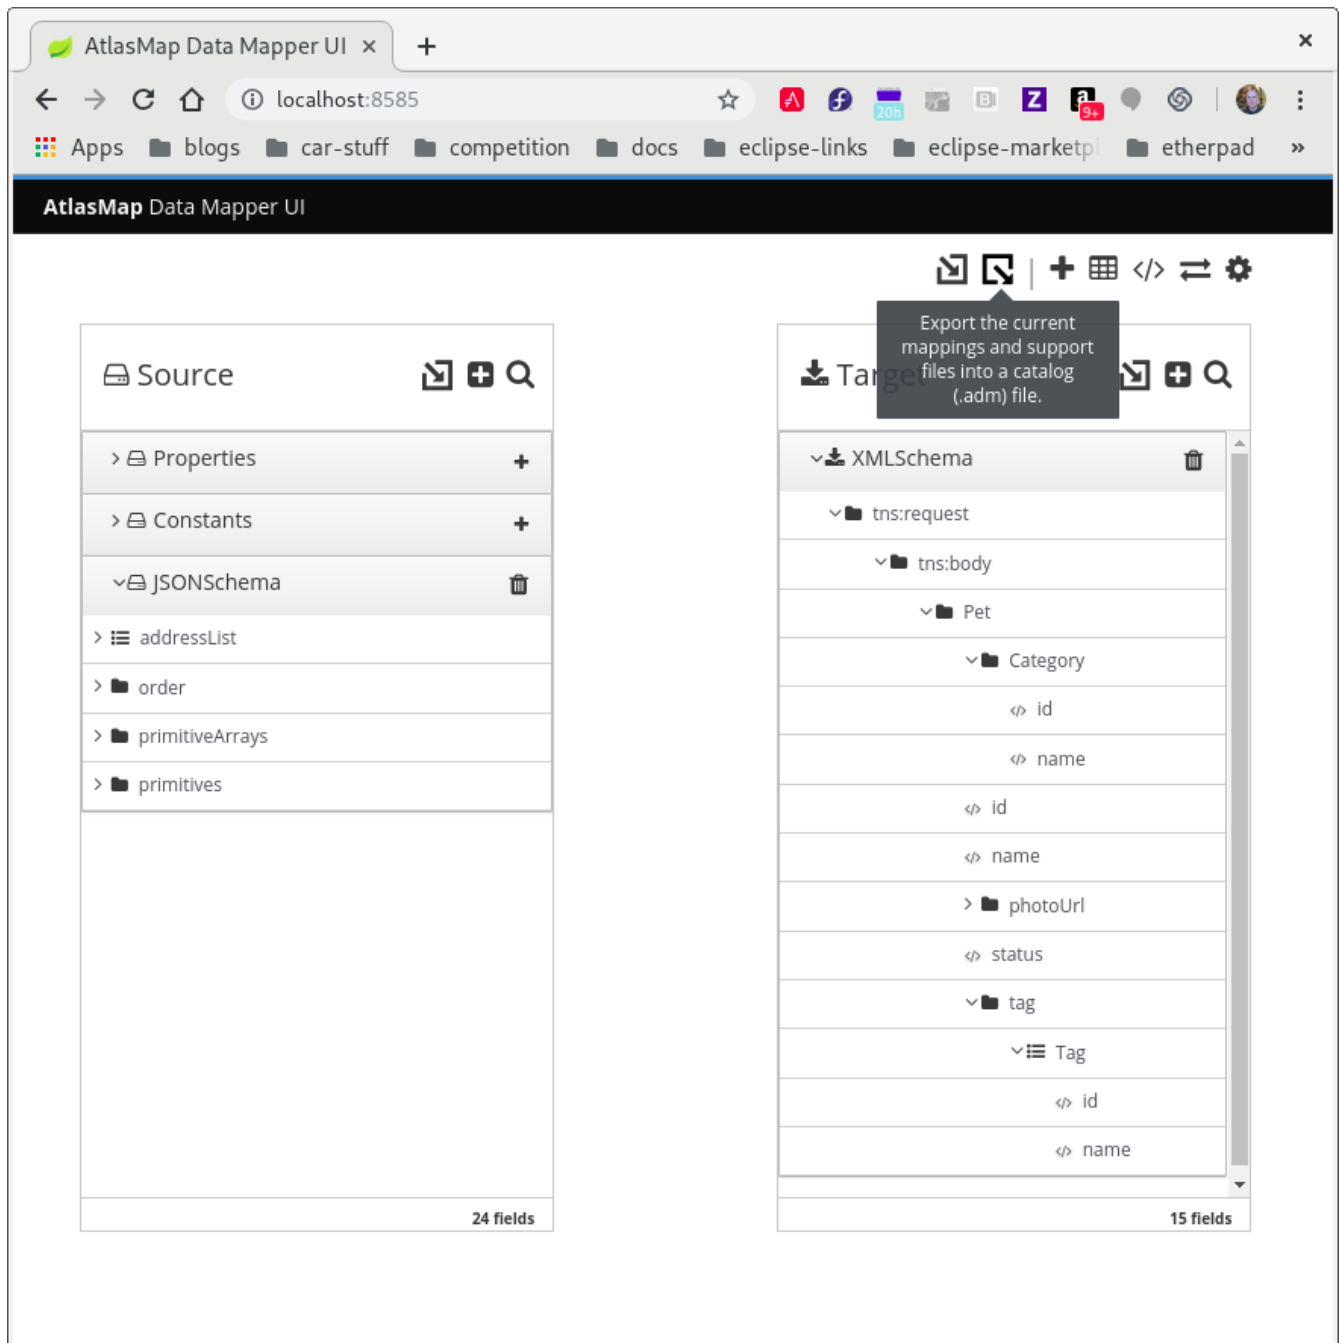 AtlasMap Data Mapper UI
localhost:8585
20h
B
Z
a
9+
Apps blogs car-stuff competition docs eclipse-links eclipse-marketpl etherpad »
AtlasMap Data Mapper UI
Export the current
mappings and support
files into a catalog
(.adm) file.
Source
Target
Properties
Constants
JSONSchema
addressList
order
primitiveArrays
primitives
24 fields
XMLSchema
tns:request
tns:body
Pet
Category
id
name
id
name
photoUrl
status
tag
Tag
id
name
15 fields